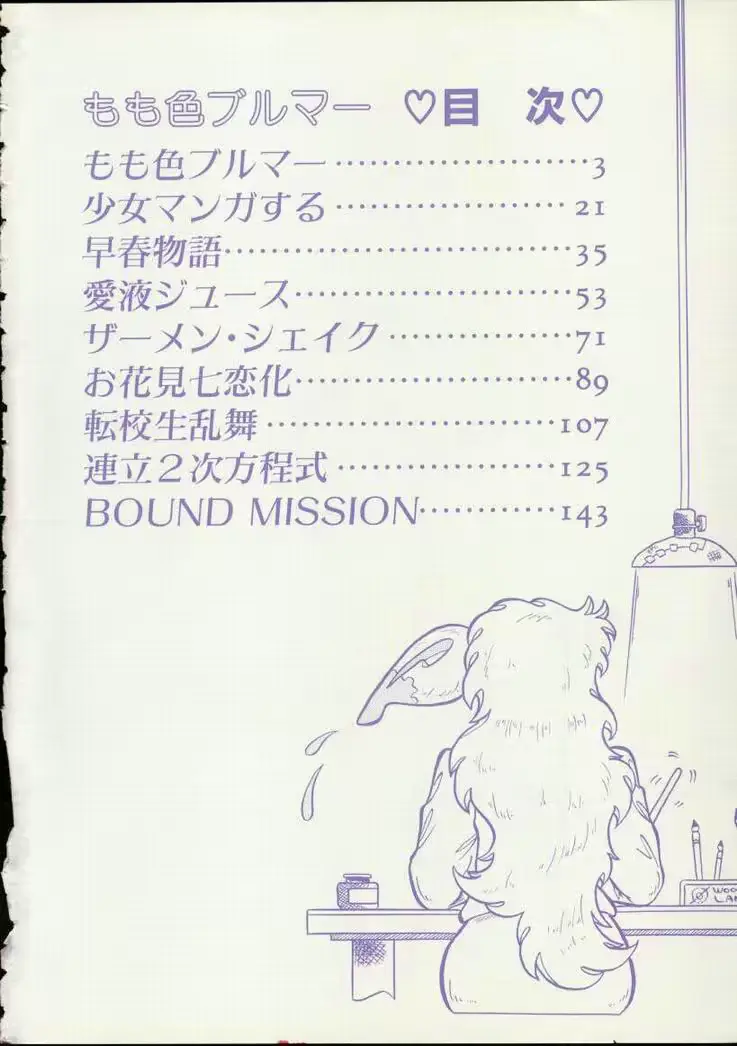 もも色ブルマー ♡目 次♡
もも色ブルマー……………………3
少女マンガする…………………21
早春物語……………………………35
愛液ジュース………………………53
ザーメン・シェイク………………71
お花見七恋化………………………89
転校生乱舞………………………107
連立2次方程式…………………125
BOUND MISSION…………143